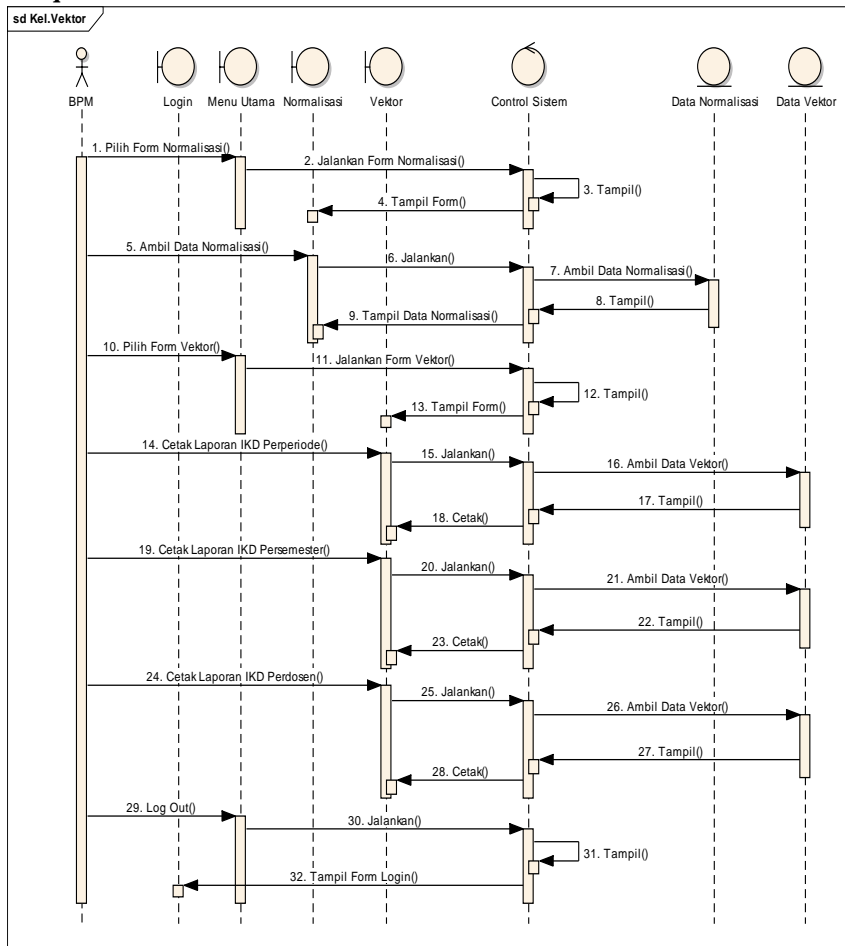 sd Kel.Vektor
BPM
Login
Menu Utama
Normalisasi
Vektor
Control Sistem
Data Normalisasi
Data Vektor
1. Pilih Form Normalisasi()
2. Jalankan Form Normalisasi()
3. Tampil()
4. Tampil Form()
5. Ambil Data Normalisasi()
6. Jalankan()
7. Ambil Data Normalisasi()
8. Tampil()
9. Tampil Data Normalisasi()
10. Pilih Form Vektor()
11. Jalankan Form Vektor()
12. Tampil()
13. Tampil Form()
14. Cetak Laporan IKD Perperiode()
15. Jalankan()
16. Ambil Data Vektor()
17. Tampil()
18. Cetak()
19. Cetak Laporan IKD Persemester()
20. Jalankan()
21. Ambil Data Vektor()
22. Tampil()
23. Cetak()
24. Cetak Laporan IKD Perdosen()
25. Jalankan()
26. Ambil Data Vektor()
27. Tampil()
28. Cetak()
29. Log Out()
30. Jalankan()
31. Tampil()
32. Tampil Form Login()